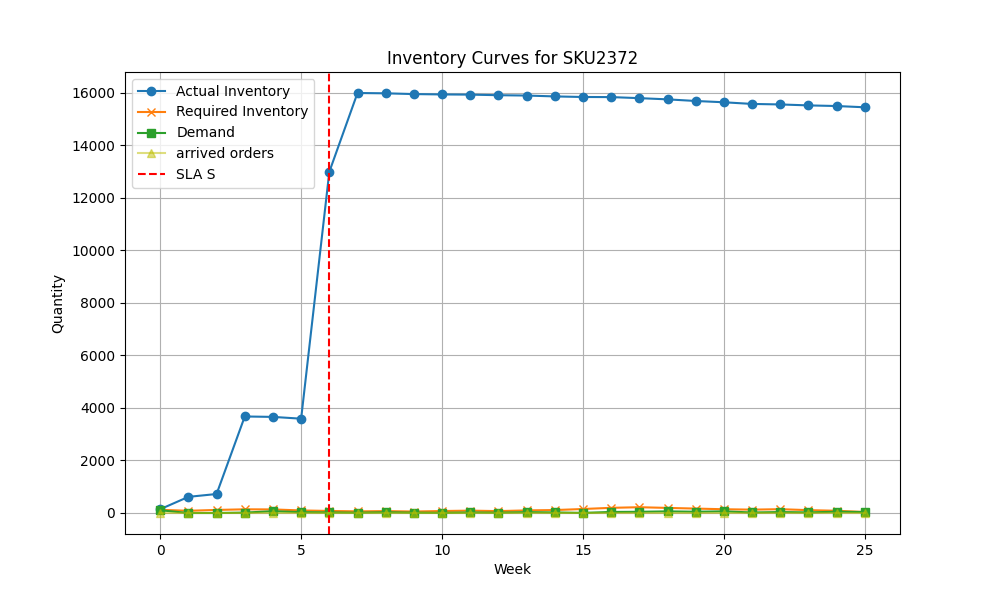 Inventory Curves for SKU2372
Actual Inventory
Required Inventory
Demand
arrived orders
SLA S
Quantity
16000
14000
12000
10000
8000
6000
4000
2000
0
0 5 10 15 20 25
Week